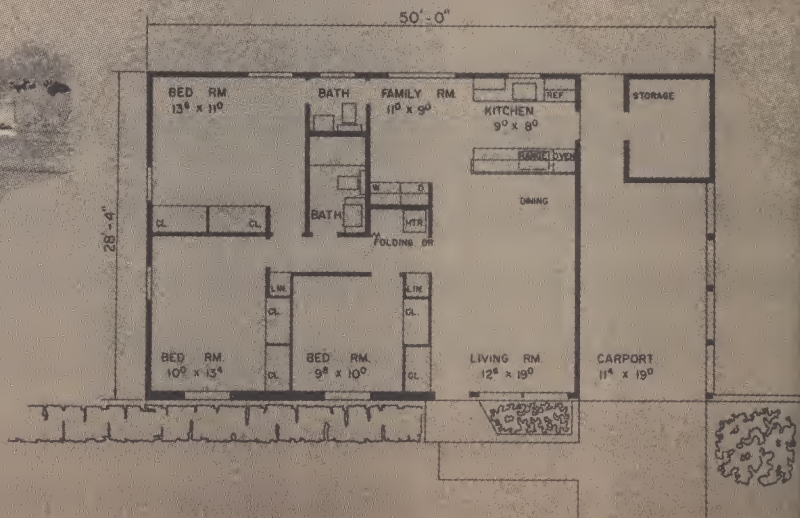 50'-0"
BED RM.
13⁶ x 11⁰
BATH
FAMILY RM.
11⁰ x 9⁰
KITCHEN
9⁰ x 8⁰
REF.
STORAGE
RANGE OVEN
W D
DINING
BATH
HTR.
FOLDING DR
CL. CL.
28'-4"
LIN. LIN.
CL. CL.
BED RM.
10⁰ x 13⁴
BED RM.
9⁸ x 10⁰
LIVING RM.
12⁶ x 19⁰
CARPORT
11⁴ x 19⁰
CL. CL.